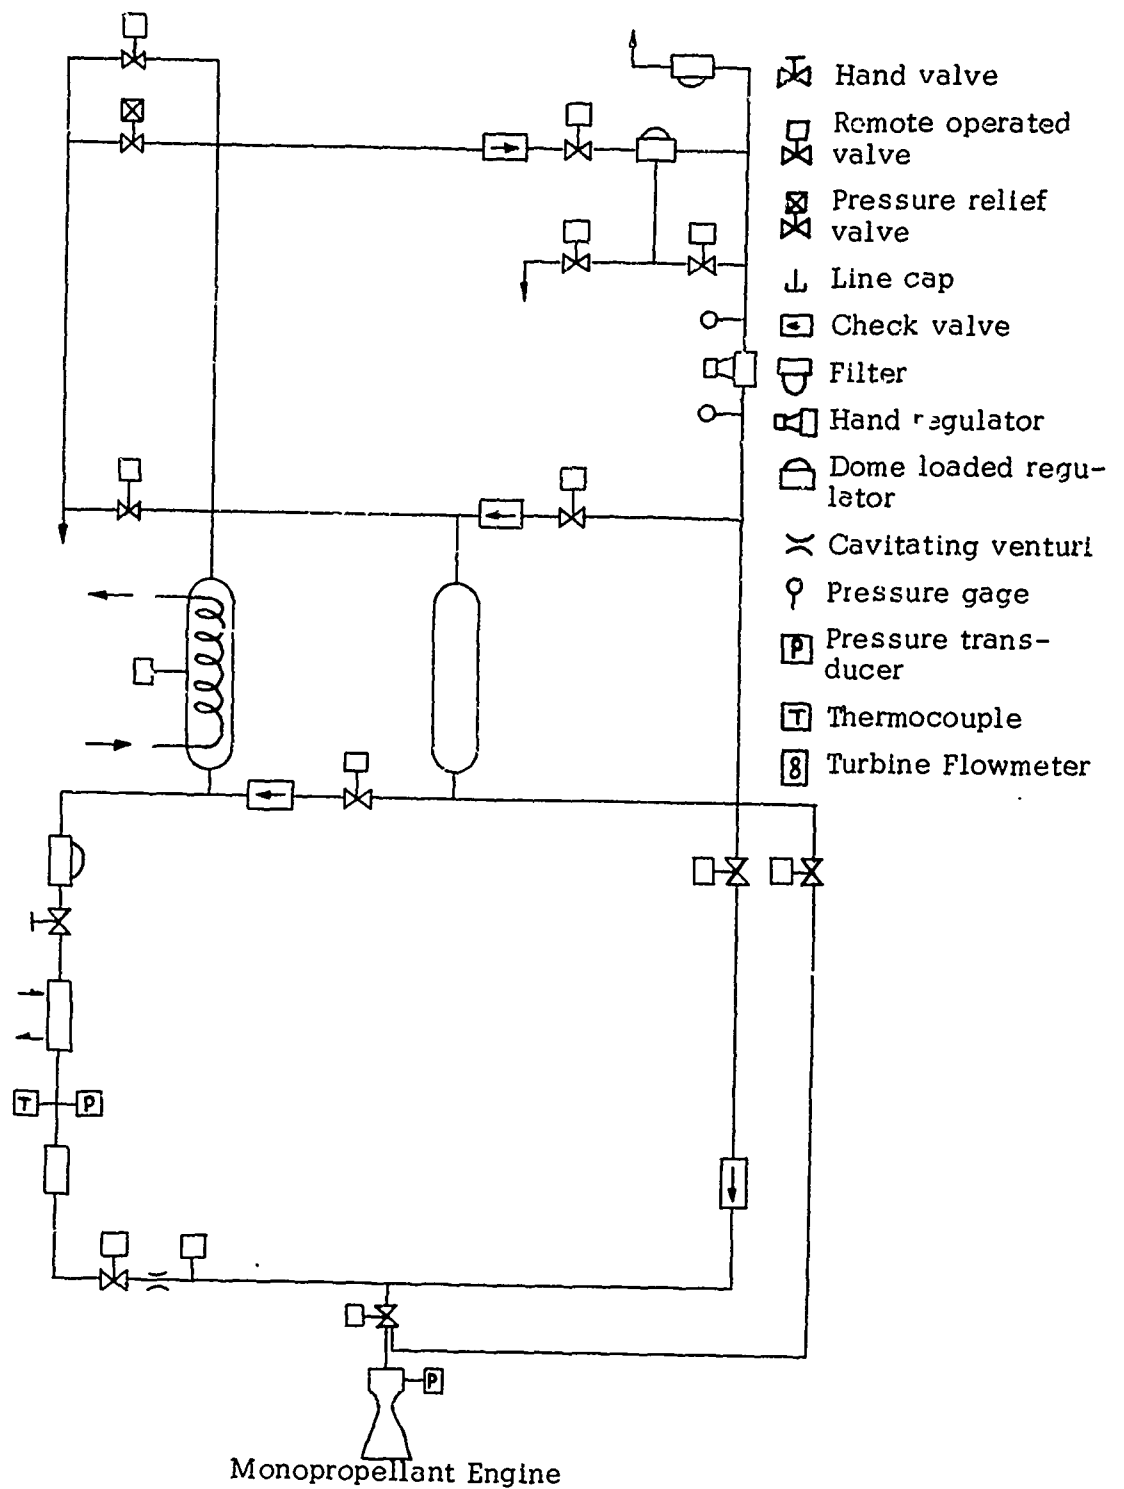 Hand valve
Remote operated
valve
Pressure relief
valve
Line cap
Check valve
Filter
Hand regulator
Dome loaded regu-
lator
Cavitating venturi
Pressure gage
P
Pressure trans-
ducer
T
Thermocouple
8
Turbine Flowmeter
T
P
P
Monopropellant Engine